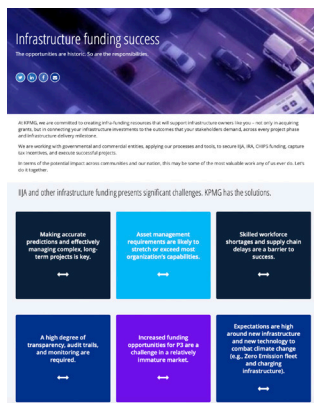 Infrastructure funding success
The opportunities are historic. So are the responsibilities.
At KPMG, we are committed to creating infra-funding resources that will support infrastructure owners like you – not only in acquiring
grants, but in connecting your infrastructure investments to the outcomes that your stakeholders demand, across every project phase
and infrastructure delivery milestone.
We are working with governmental and commercial entities, applying our processes and tools, to secure IIJA, IRA, CHIPS funding, capture
tax incentives, and execute successful projects.
In terms of the potential impact across communities and our nation, this may be some of the most valuable work any of us ever do. Let's
do it together.
IIJA and other infrastructure funding presents significant challenges. KPMG has the solutions.
Making accurate
predictions and effectively
managing complex, long-
term projects is key.
Asset management
requirements are likely to
stretch or exceed most
organization's capabilities.
Skilled workforce
shortages and supply chain
delays are a barrier to
success.
A high degree of
transparency, audit trails,
and monitoring are
required.
Increased funding
opportunities for P3 are a
challenge in a relatively
immature market.
Expectations are high
around new infrastructure
and new technology to
combat climate change
(e.g., Zero Emission fleet
and charging
infrastructure).